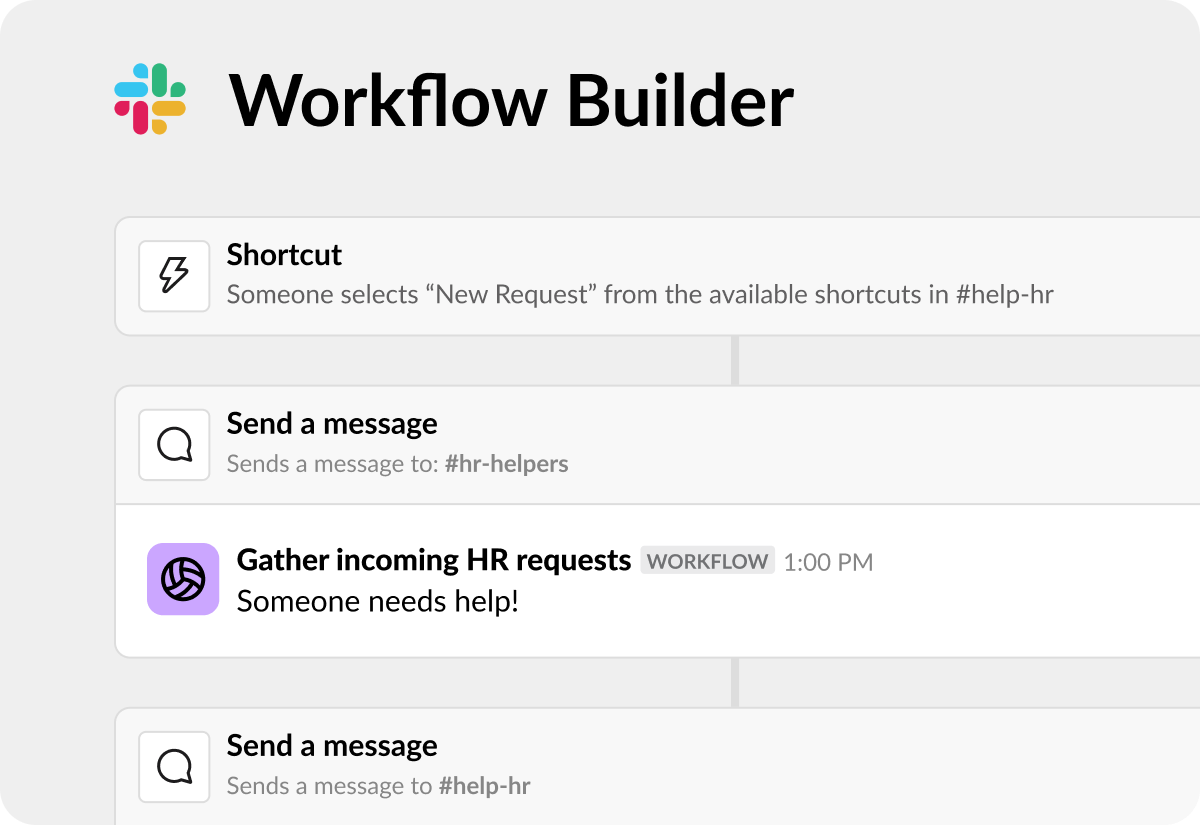 Workflow Builder
Shortcut
Someone selects “New Request” from the available shortcuts in #help-hr
Send a message
Sends a message to: #hr-helpers
Gather incoming HR requests WORKFLOW 1:00 PM
Someone needs help!
Send a message
Sends a message to #help-hr